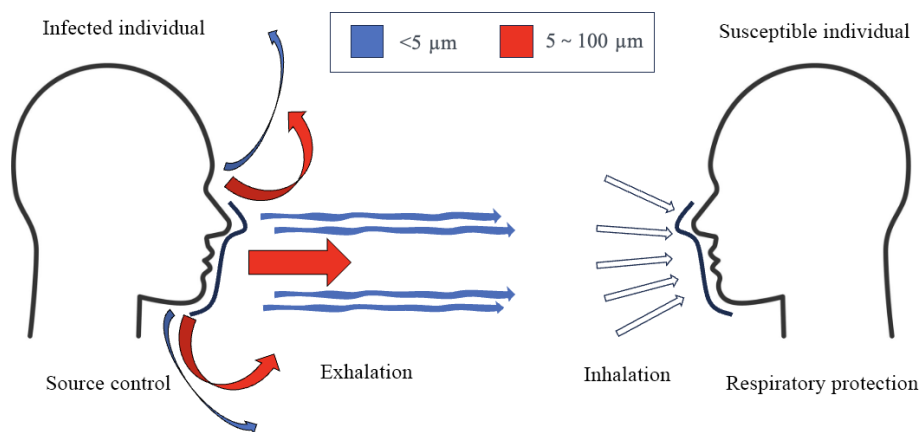 Infected individual
<5 µm
5 ~ 100 µm
Susceptible individual
Source control
Exhalation
Inhalation
Respiratory protection